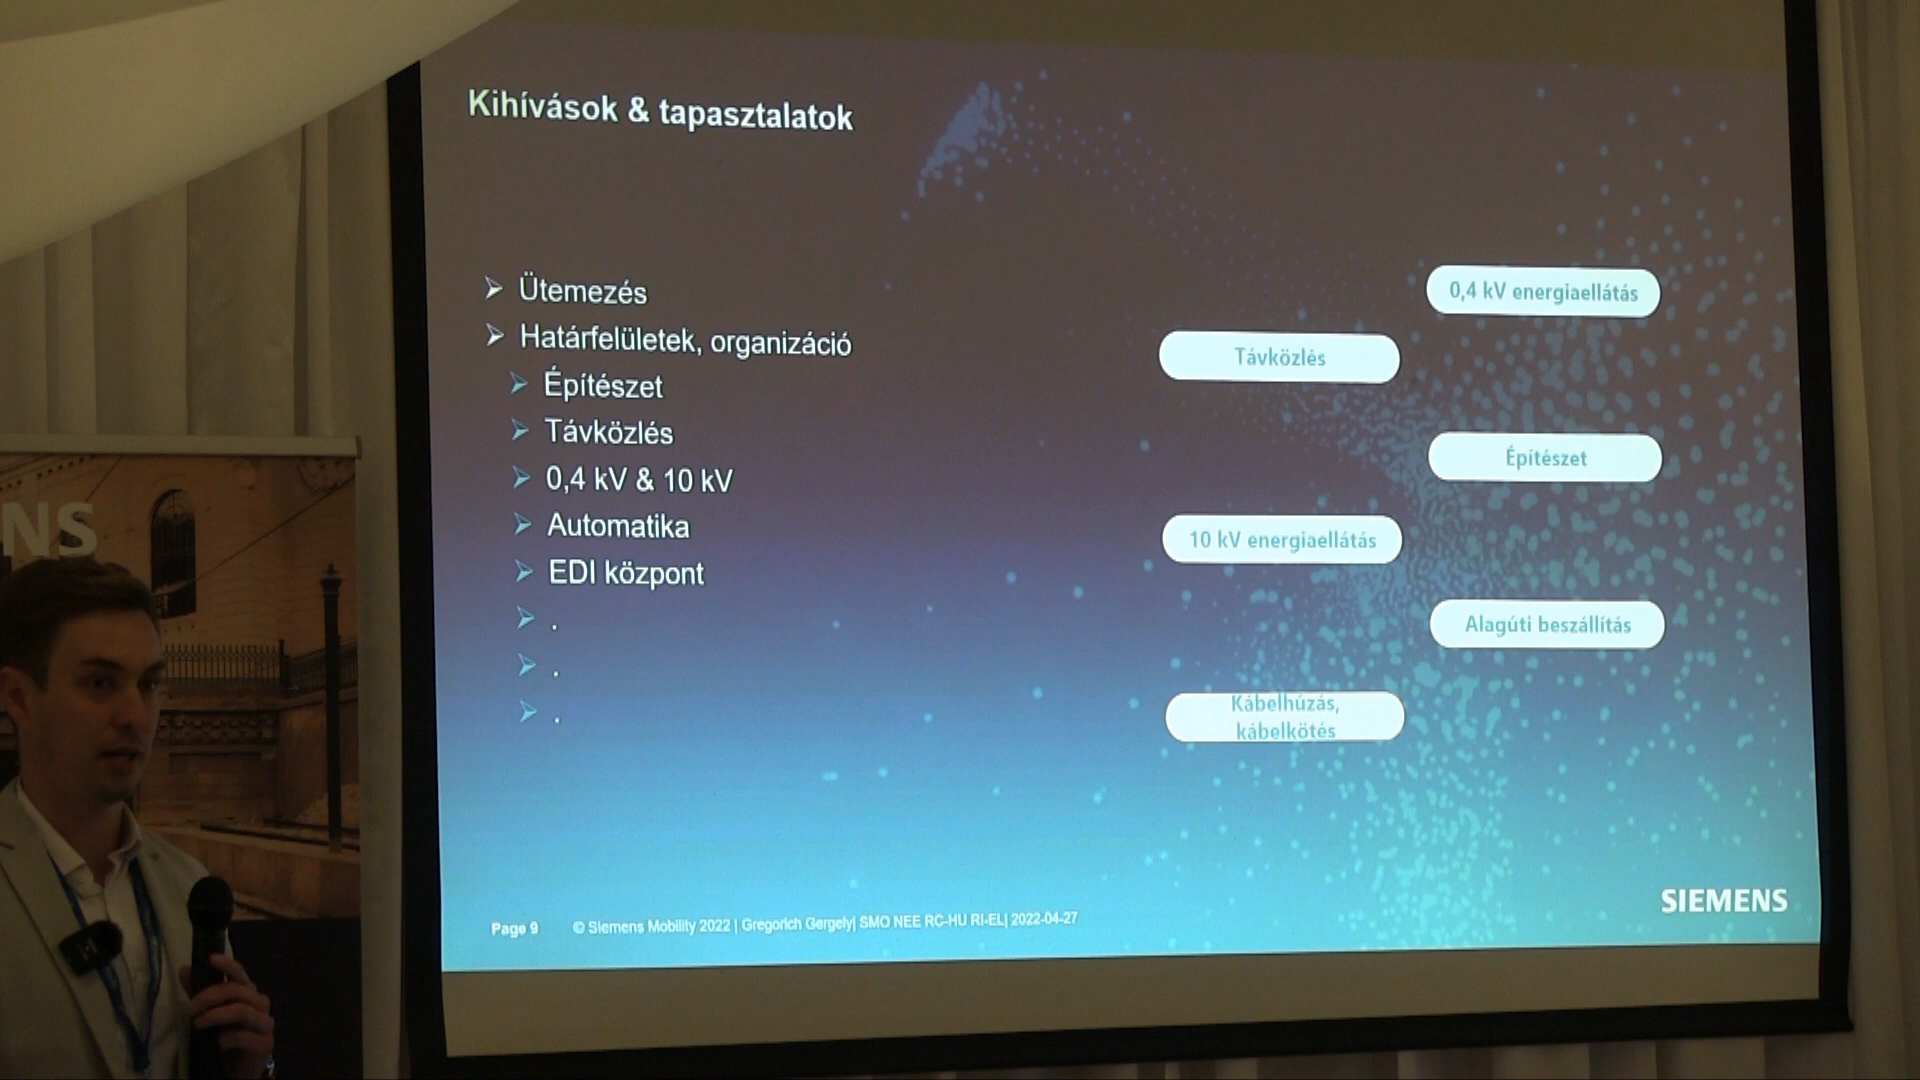 Kihívások & tapasztalatok
Ütemezés
Határfelületek, organizáció
Építészet
Távközlés
0,4 kV & 10 kV
Automatika
EDI központ
.
.
.
0,4 kV energiaellátás
Távközlés
Építészet
10 kV energiaellátás
Alagúti beszállítás
Kábelhúzás,
kábelkötés
SIEMENS
Page 9 © Siemens Mobility 2022 | Gregorich Gergely| SMO NEE RC-HU RI-EL| 2022-04-27
NS